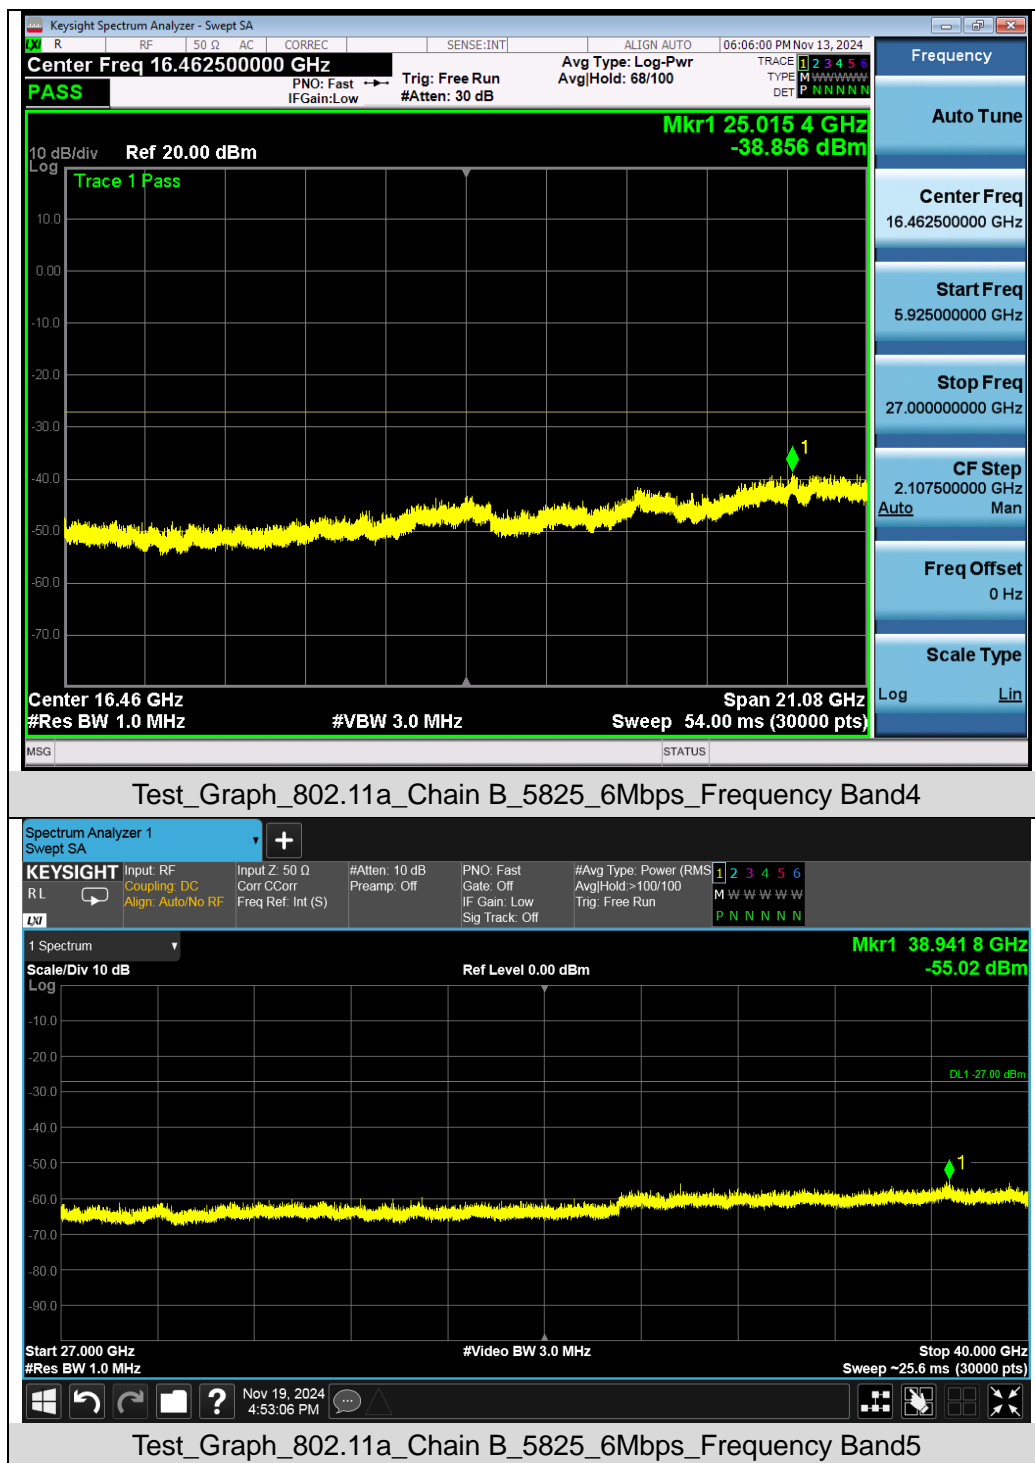 Keysight Spectrum Analyzer - Swept SA
LXI R RF 50 Ω AC CORREC SENSE:INT ALIGN AUTO 06:06:00 PM Nov 13, 2024
Center Freq 16.462500000 GHz
PASS
PNO: Fast
IFGain:Low
Trig: Free Run
#Atten: 30 dB
Avg Type: Log-Pwr
Avg|Hold: 68/100
TRACE 1 2 3 4 5 6
TYPE M W W W W W
DET P N N N N N
Mkr1 25.015 4 GHz
-38.856 dBm
10 dB/div Ref 20.00 dBm
Log
Trace 1 Pass
10.0
0.00
-10.0
-20.0
-30.0
-40.0
-50.0
-60.0
-70.0
1
Center 16.46 GHz Span 21.08 GHz
#Res BW 1.0 MHz #VBW 3.0 MHz Sweep 54.00 ms (30000 pts)
MSG STATUS
Frequency
Auto Tune
Center Freq
16.462500000 GHz
Start Freq
5.925000000 GHz
Stop Freq
27.000000000 GHz
CF Step
2.107500000 GHz
Auto Man
Freq Offset
0 Hz
Scale Type
Log Lin
Test_Graph_802.11a_Chain B_5825_6Mbps_Frequency Band4
Spectrum Analyzer 1
Swept SA
+
KEYSIGHT
RL
LXI
Input: RF
Coupling: DC
Align: Auto/No RF
Input Z: 50 Ω
Corr CCorr
Freq Ref: Int (S)
#Atten: 10 dB
Preamp: Off
PNO: Fast
Gate: Off
IF Gain: Low
Sig Track: Off
#Avg Type: Power (RMS
Avg|Hold:>100/100
Trig: Free Run
1 2 3 4 5 6
M W W W W W
P N N N N N
1 Spectrum
Mkr1 38.941 8 GHz
Scale/Div 10 dB Ref Level 0.00 dBm -55.02 dBm
Log
-10.0
-20.0
DL1 -27.00 dBm
-30.0
-40.0
-50.0
-60.0
-70.0
-80.0
-90.0
1
Start 27.000 GHz #Video BW 3.0 MHz Stop 40.000 GHz
#Res BW 1.0 MHz Sweep ~25.6 ms (30000 pts)
?
Nov 19, 2024
4:53:06 PM
Test_Graph_802.11a_Chain B_5825_6Mbps_Frequency Band5